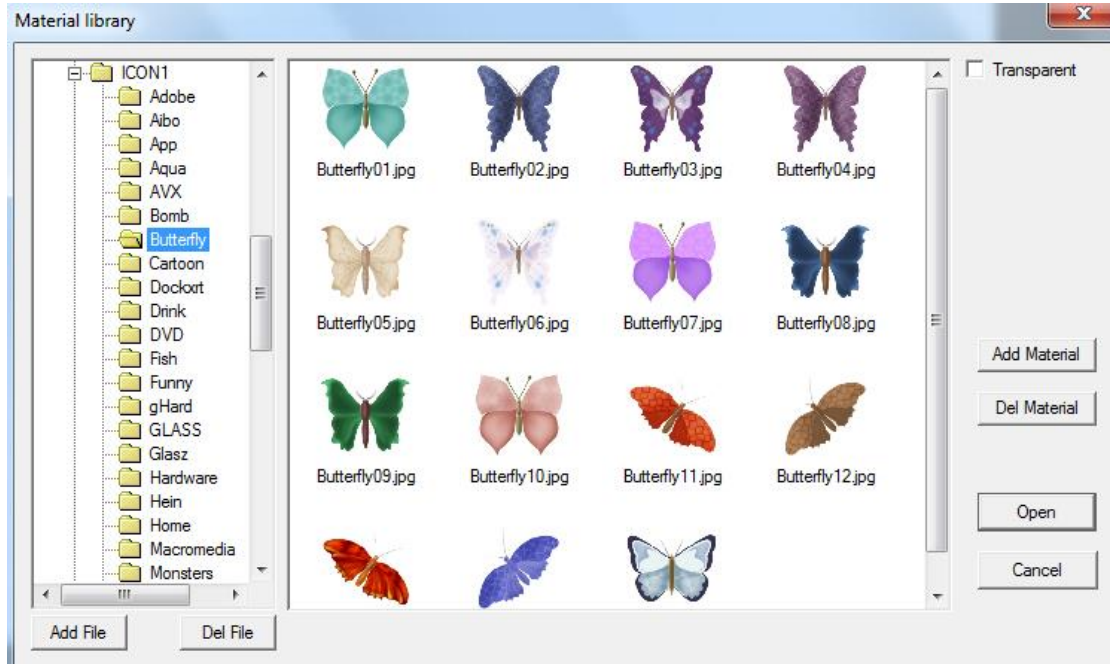 Material library
ICON1
Adobe
Aibo
App
Aqua
AVX
Bomb
Butterfly
Cartoon
Dockxrt
Drink
DVD
Fish
Funny
gHard
GLASS
Glasz
Hardware
Hein
Home
Macromedia
Monsters
Add File
Del File
Butterfly01.jpg
Butterfly02.jpg
Butterfly03.jpg
Butterfly04.jpg
Butterfly05.jpg
Butterfly06.jpg
Butterfly07.jpg
Butterfly08.jpg
Butterfly09.jpg
Butterfly10.jpg
Butterfly11.jpg
Butterfly12.jpg
Transparent
Add Material
Del Material
Open
Cancel